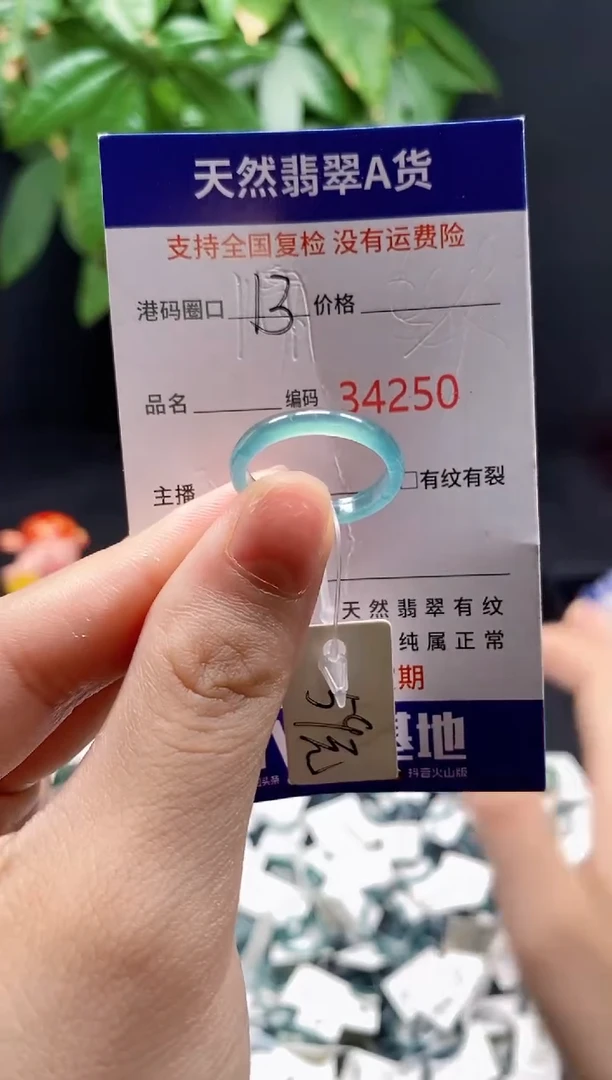 天然翡翠A货
支持全国复检 没有运费险
港码圈口 13 价格
品名 编码 34250
主播 □有纹有裂
天然翡翠有纹
纯属正常
期
基地
抖音火山版